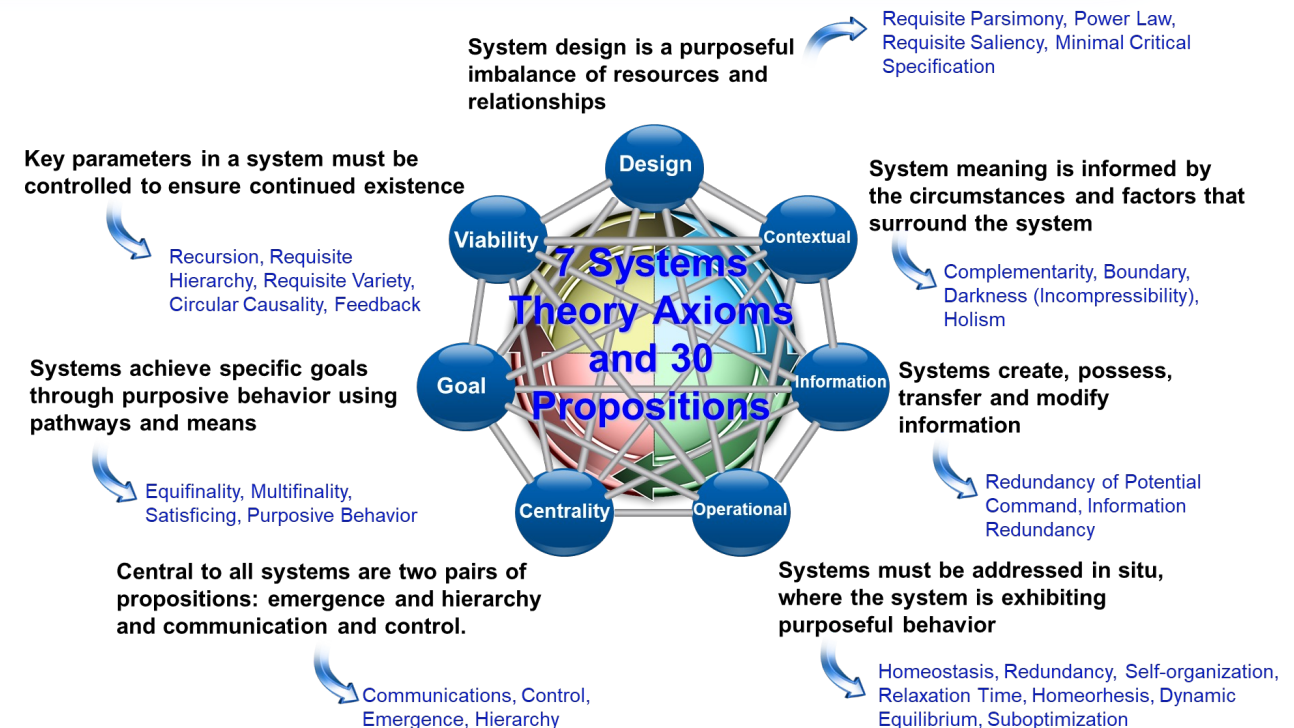 System design is a purposeful
imbalance of resources and
relationships
Requisite Parsimony, Power Law,
Requisite Saliency, Minimal Critical
Specification
Key parameters in a system must be
controlled to ensure continued existence
Recursion, Requisite
Hierarchy, Requisite Variety,
Circular Causality, Feedback
Design
Viability
Contextual
System meaning is informed by
the circumstances and factors that
surround the system
Complementarity, Boundary,
Darkness (Incompressibility),
Holism
7 Systems
Theory Axioms
and 30
Propositions
Systems achieve specific goals
through purposive behavior using
pathways and means
Equifinality, Multifinality,
Satisficing, Purposive Behavior
Goal
Information
Systems create, possess,
transfer and modify
information
Redundancy of Potential
Command, Information
Redundancy
Centrality
Operational
Central to all systems are two pairs of
propositions: emergence and hierarchy
and communication and control.
Communications, Control,
Emergence, Hierarchy
Systems must be addressed in situ,
where the system is exhibiting
purposeful behavior
Homeostasis, Redundancy, Self-organization,
Relaxation Time, Homeorhesis, Dynamic
Equilibrium, Suboptimization